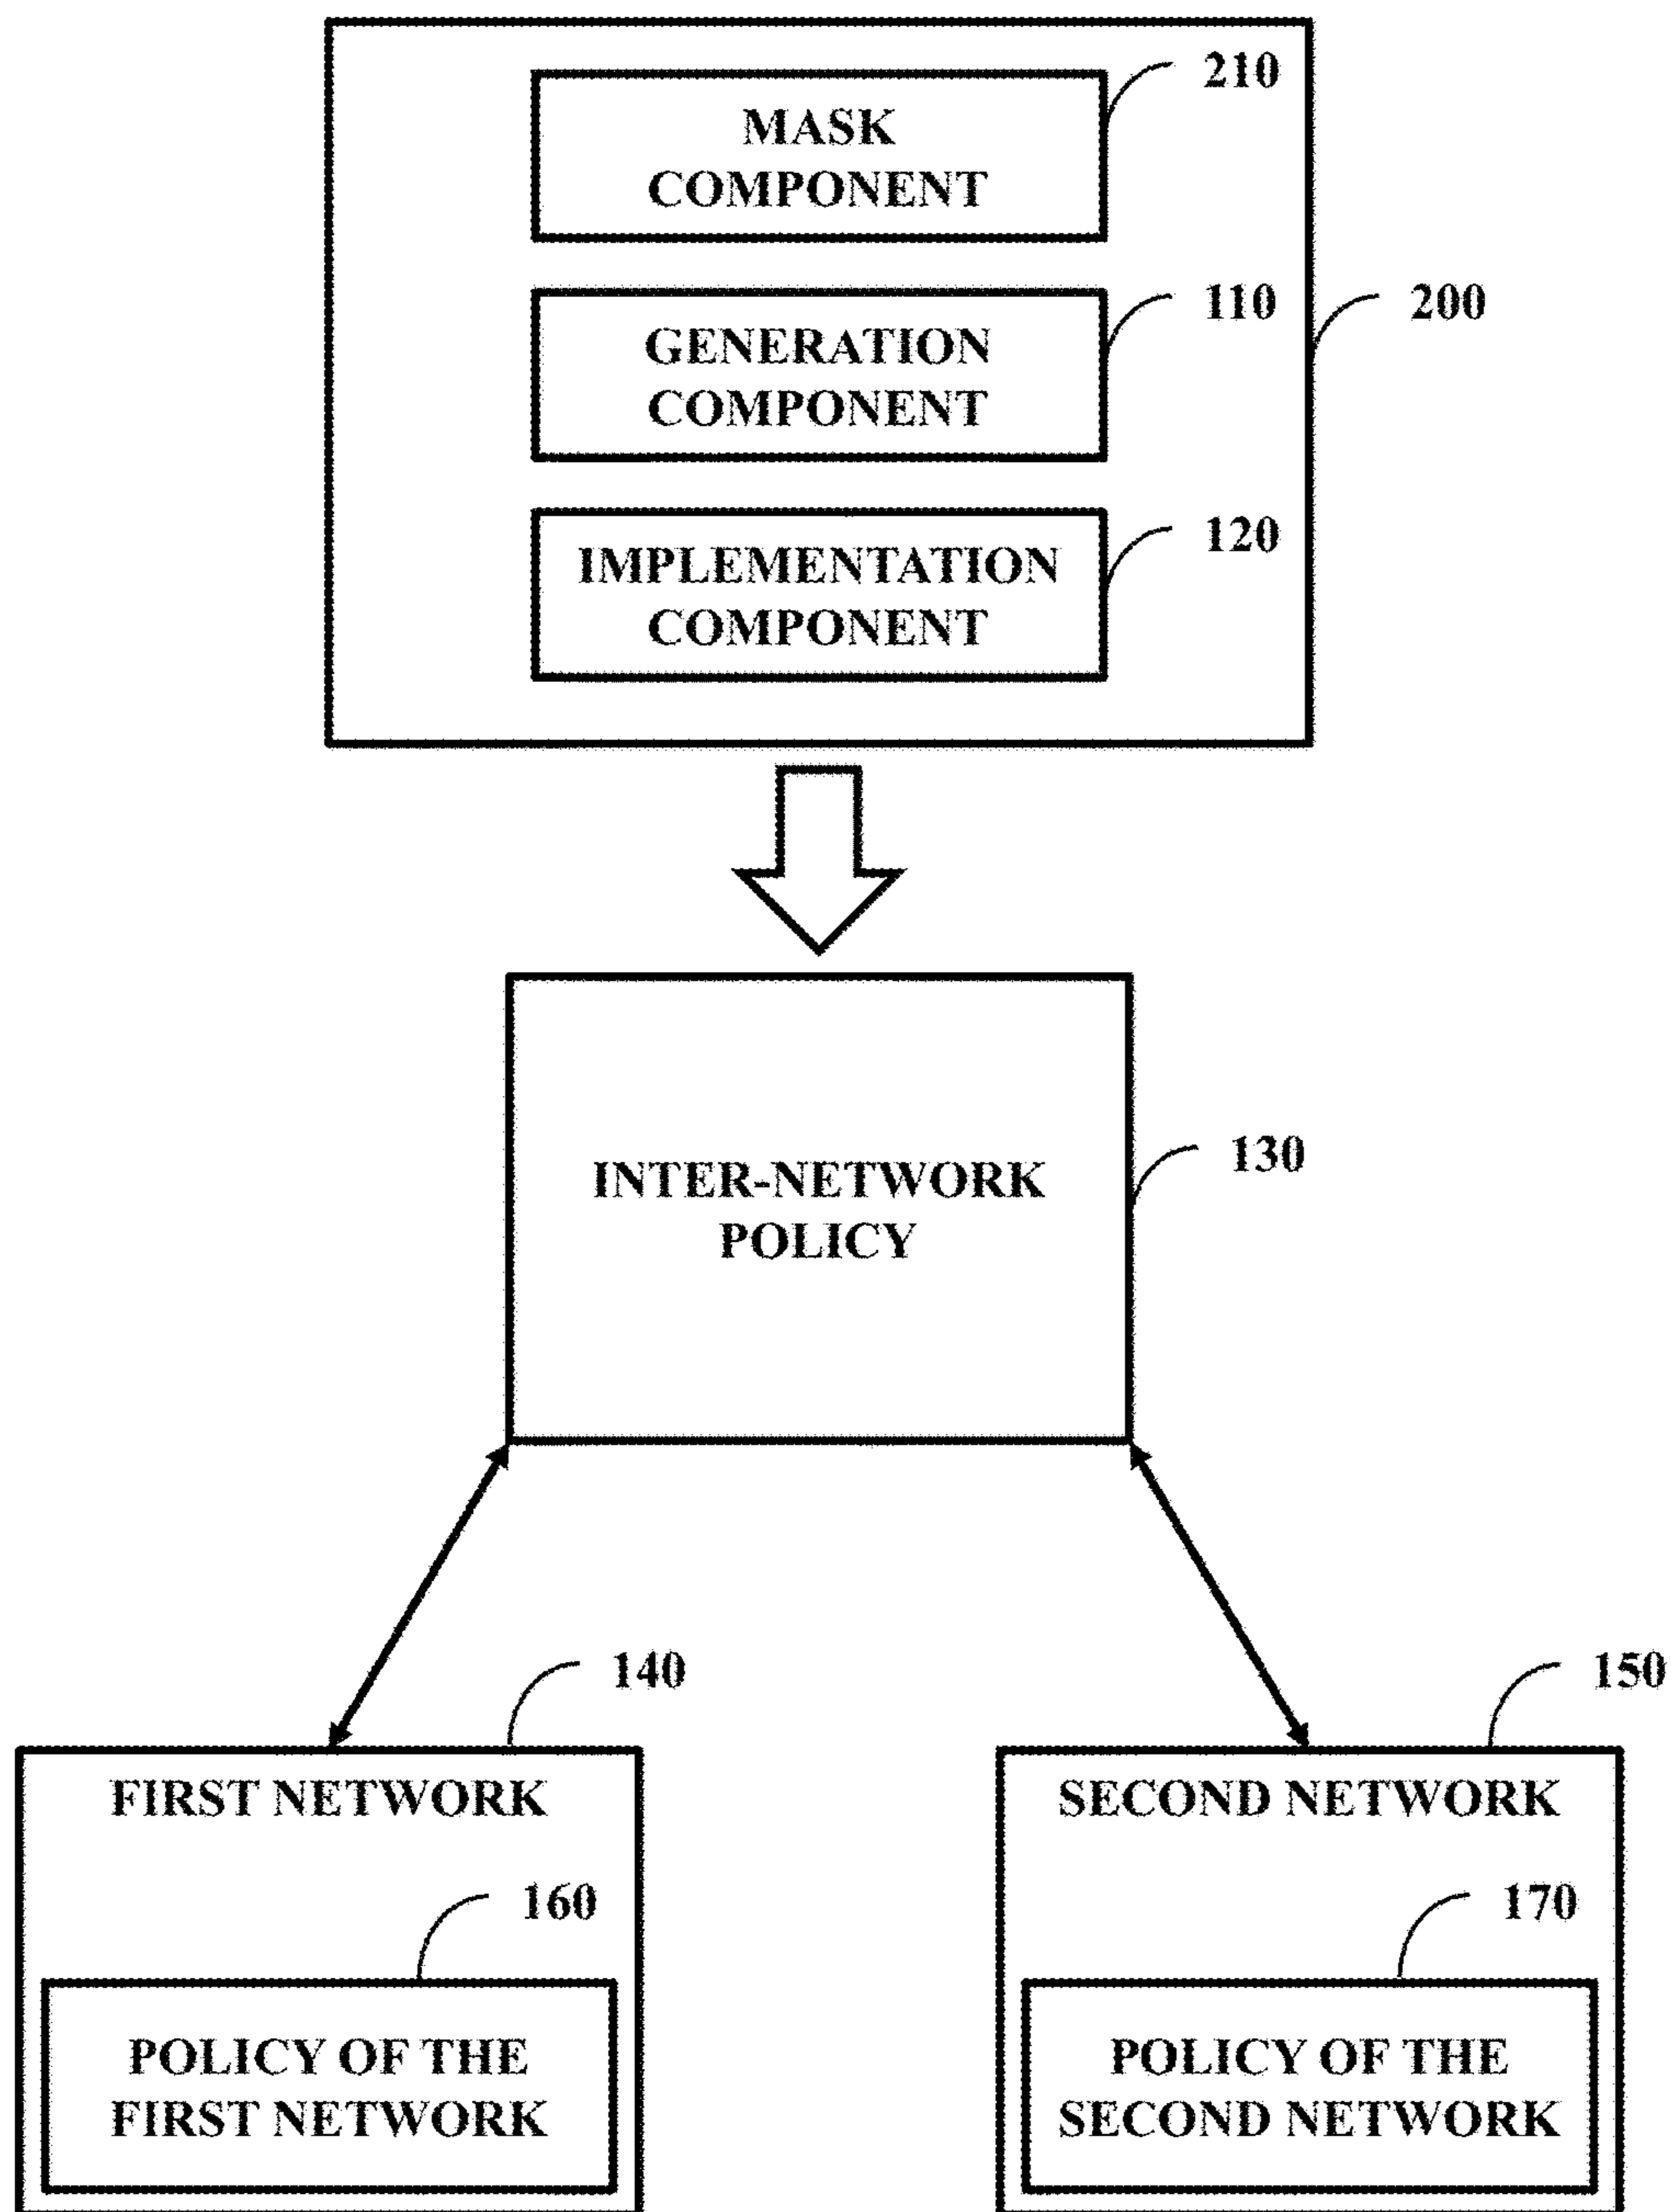 210
MASK
COMPONENT
110
200
GENERATION
COMPONENT
120
IMPLEMENTATION
COMPONENT
130
INTER-NETWORK
POLICY
140
150
FIRST NETWORK
SECOND NETWORK
160
170
POLICY OF THE
FIRST NETWORK
POLICY OF THE
SECOND NETWORK